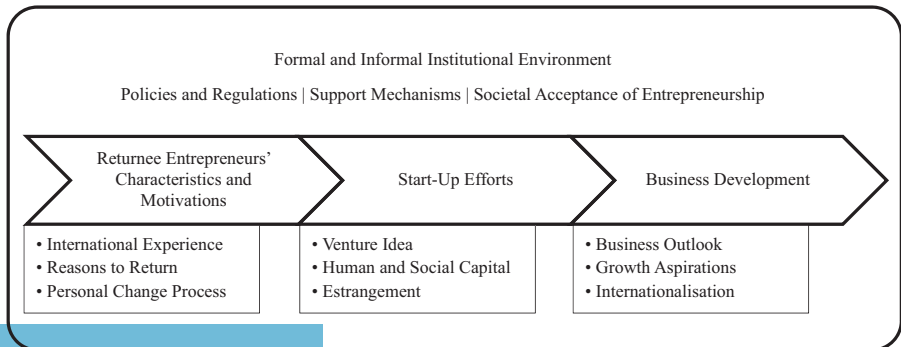 Formal and Informal Institutional Environment
Policies and Regulations | Support Mechanisms | Societal Acceptance of Entrepreneurship
Returnee Entrepreneurs’
Characteristics and
Motivations
• International Experience
• Reasons to Return
• Personal Change Process
Start-Up Efforts
• Venture Idea
• Human and Social Capital
• Estrangement
Business Development
• Business Outlook
• Growth Aspirations
• Internationalisation